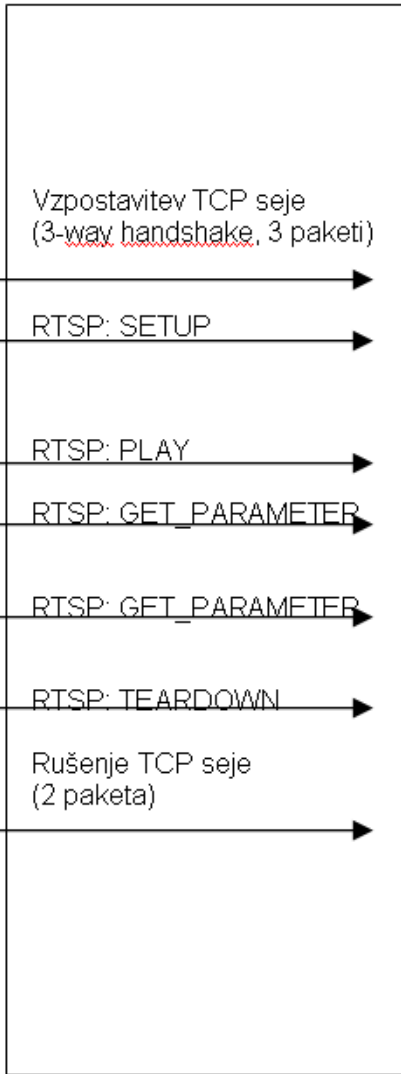 Vzpostavitev TCP seje
(3-way handshake, 3 paketi)
RTSP: SETUP
RTSP: PLAY
RTSP: GET_PARAMETER
RTSP: GET_PARAMETER
RTSP: TEARDOWN
Rušenje TCP seje
(2 paketa)